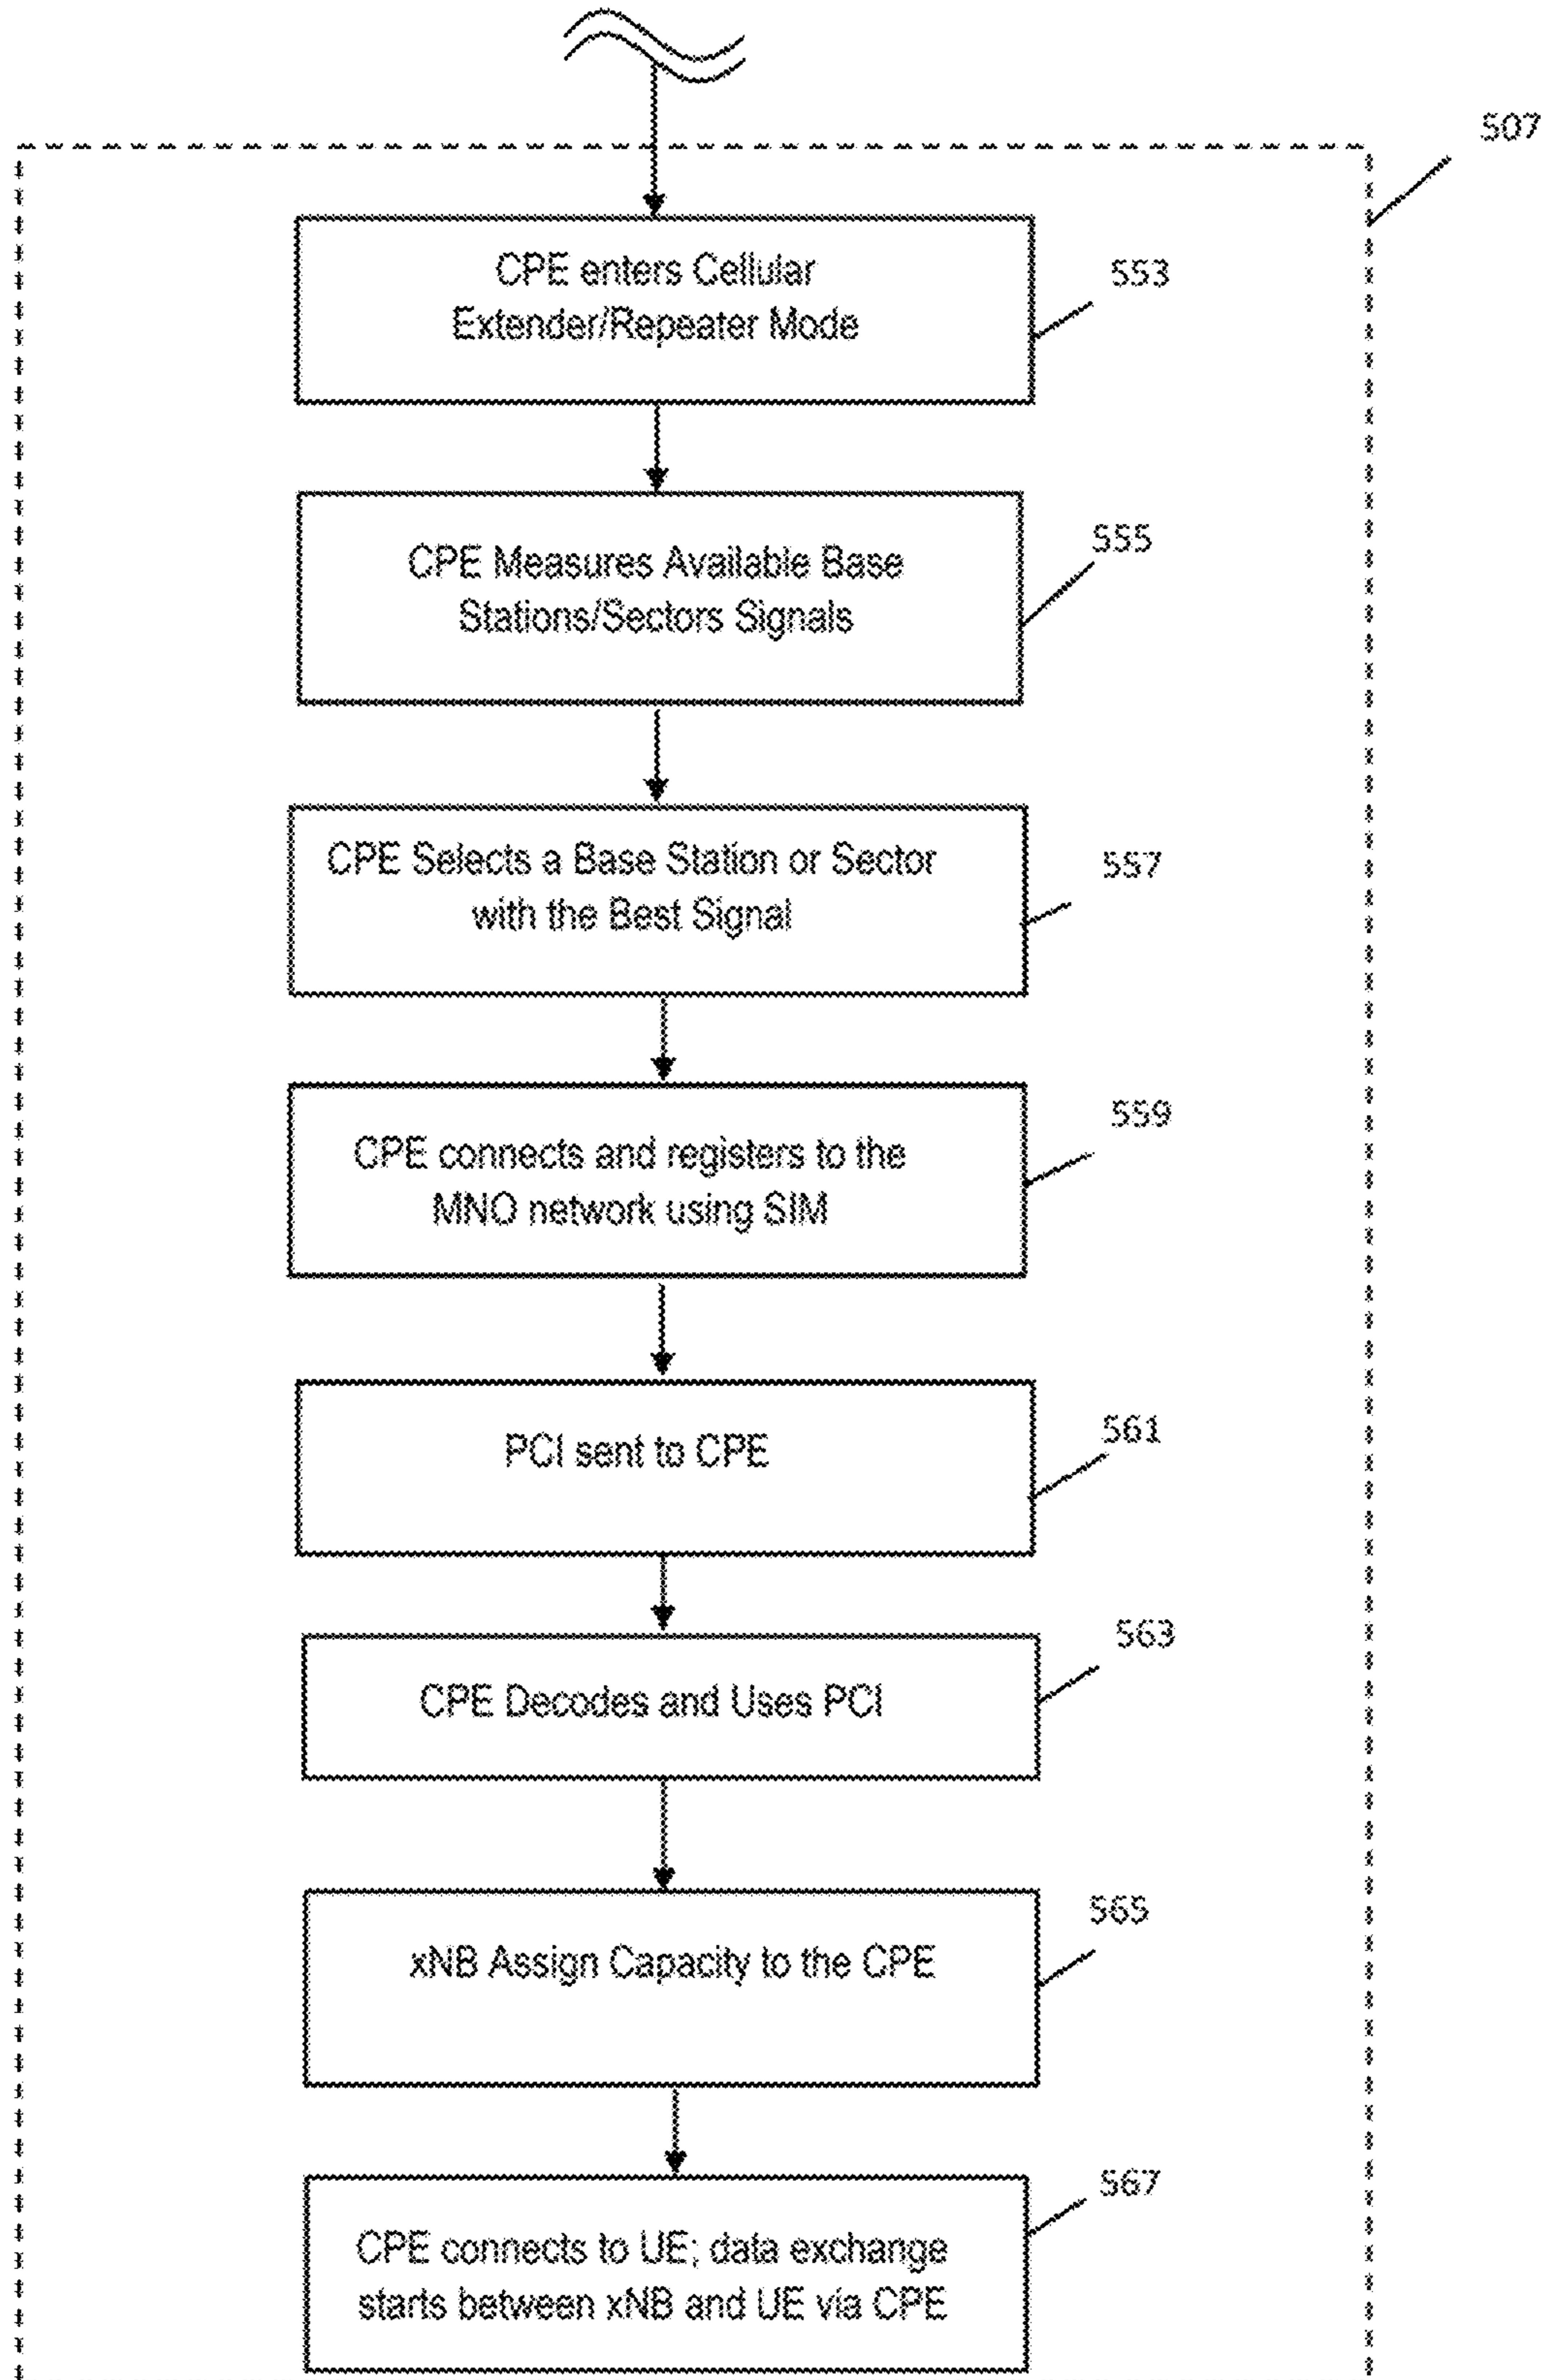 507
CPE enters Cellular
Extender/Repeater Mode
553
CPE Measures Available Base
Stations/Sectors Signals
555
CPE Selects a Base Station or Sector
with the Best Signal
557
CPE connects and registers to the
MNO network using SIM
559
PCI sent to CPE
561
CPE Decodes and Uses PCI
563
xNB Assign Capacity to the CPE
565
CPE connects to UE; data exchange
starts between xNB and UE via CPE
567